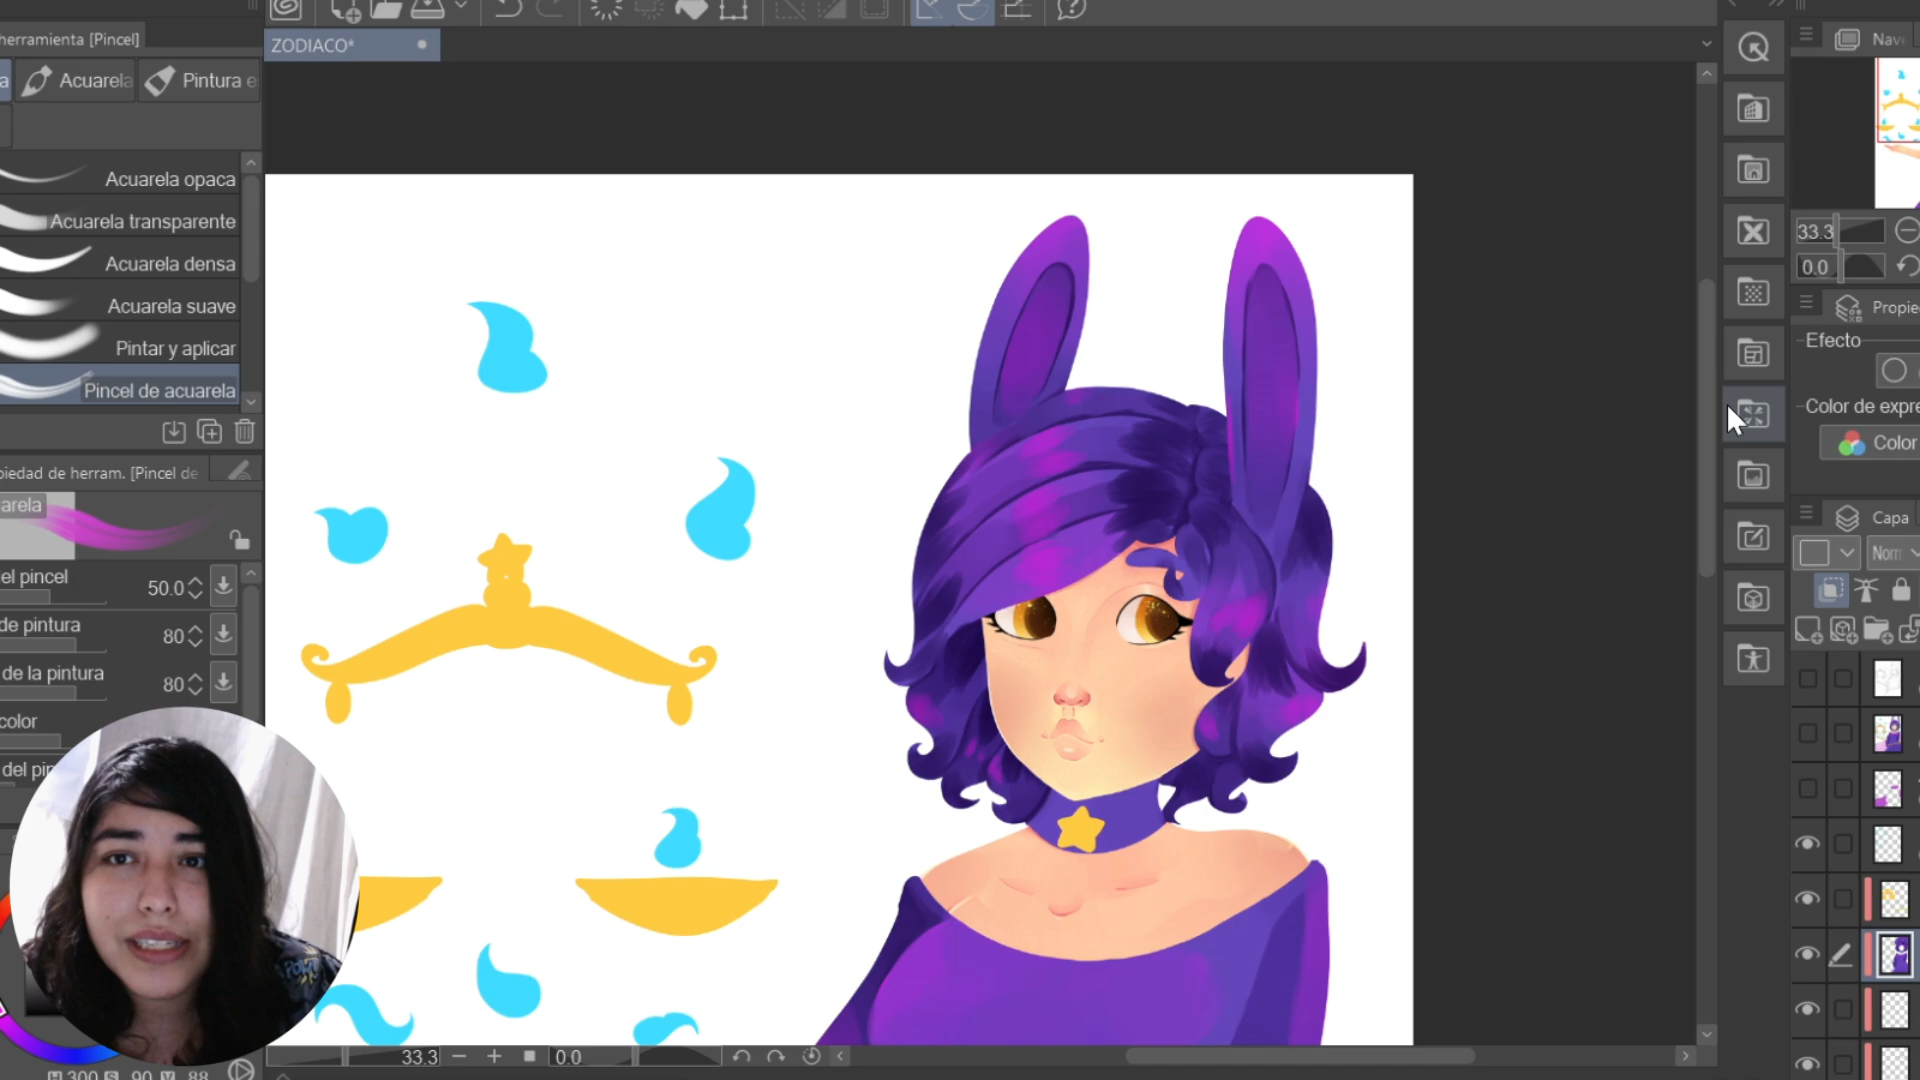 herramienta [Pincel]
ZODIACO*
Nav
a
Acuarela
Pintura e
Acuarela opaca
Acuarela transparente
Acuarela densa
Acuarela suave
Pintar y aplicar
Pincel de acuarela
33.3
0.0
Propie
Efecto
Color de expre
Color
piedad de herram. [Pincel de
arela
Capa
Norm
el pincel
50.0
de pintura
80
de la pintura
80
color
del pin
33.3
0.0
H 300 S 90 V 88